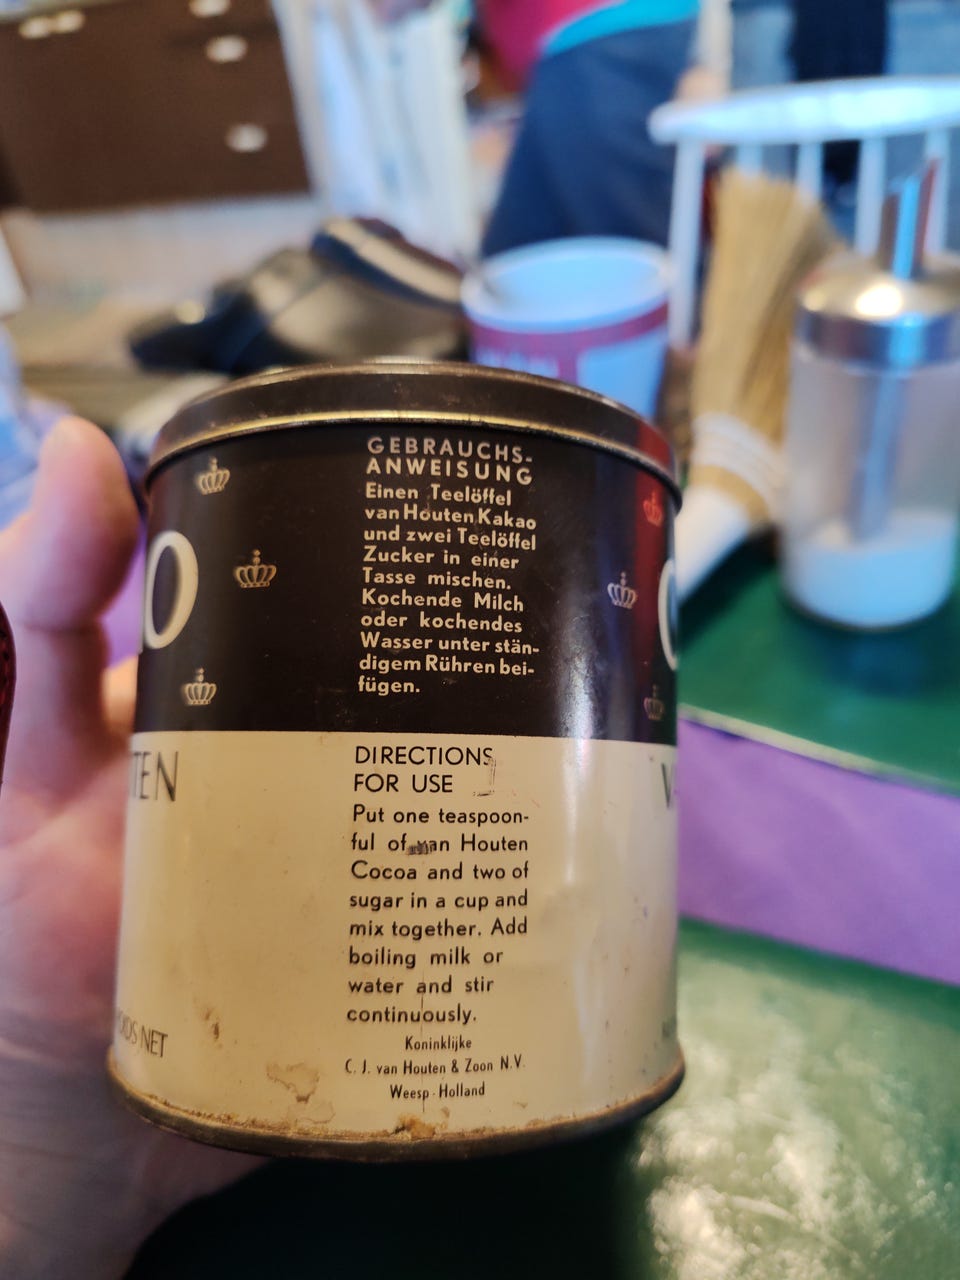 GEBRAUCHS-
ANWEISUNG
Einen Teelöffel
van Houten Kakao
und zwei Teelöffel
Zucker in einer
Tasse mischen.
Kochende Milch
oder kochendes
Wasser unter stän-
digem Rühren bei-
fügen.
DIRECTIONS
FOR USE
Put one teaspoon-
ful of van Houten
Cocoa and two of
sugar in a cup and
mix together. Add
boiling milk or
water and stir
continuously.
Koninklijke
C. J. van Houten & Zoon N.V.
Weesp - Holland
O
TEN
NET